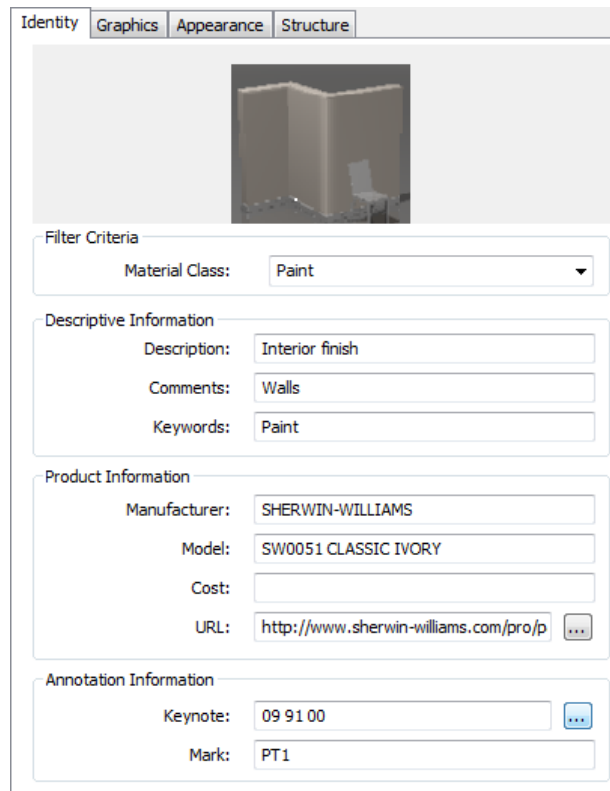 Identity Graphics Appearance Structure
Filter Criteria
Material Class: Paint
Descriptive Information
Description: Interior finish
Comments: Walls
Keywords: Paint
Product Information
Manufacturer: SHERWIN-WILLIAMS
Model: SW0051 CLASSIC IVORY
Cost:
URL: http://www.sherwin-williams.com/pro/p ...
Annotation Information
Keynote: 09 91 00 ...
Mark: PT1